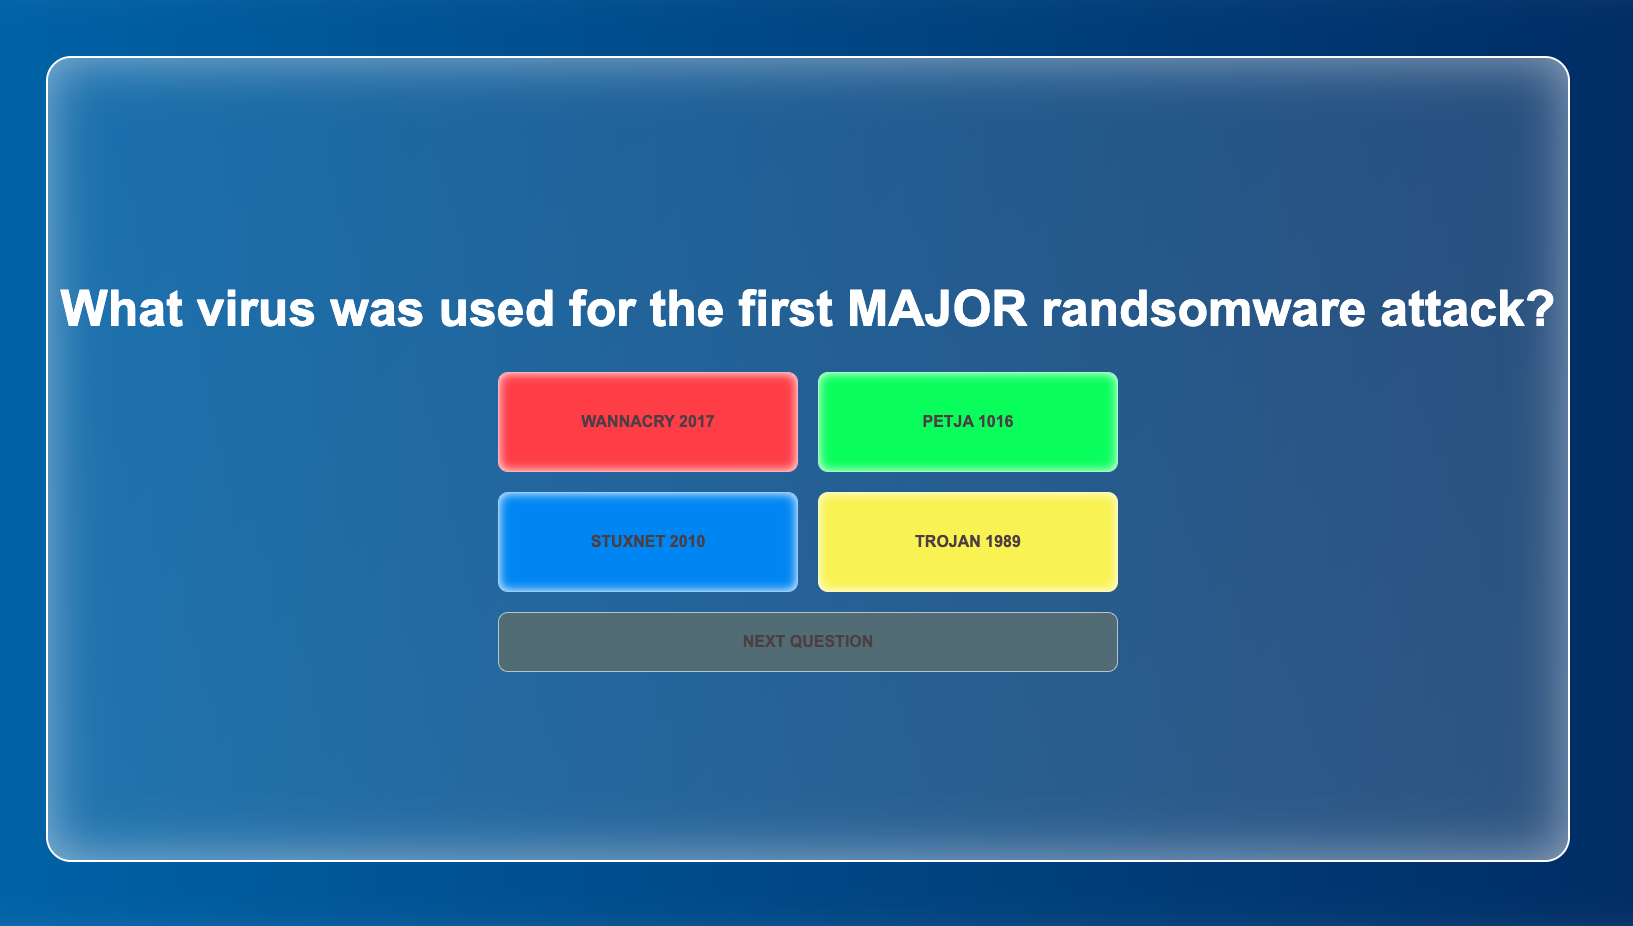 What virus was used for the first MAJOR randsomware attack?
WANNACRY 2017
PETJA 1016
STUXNET 2010
TROJAN 1989
NEXT QUESTION